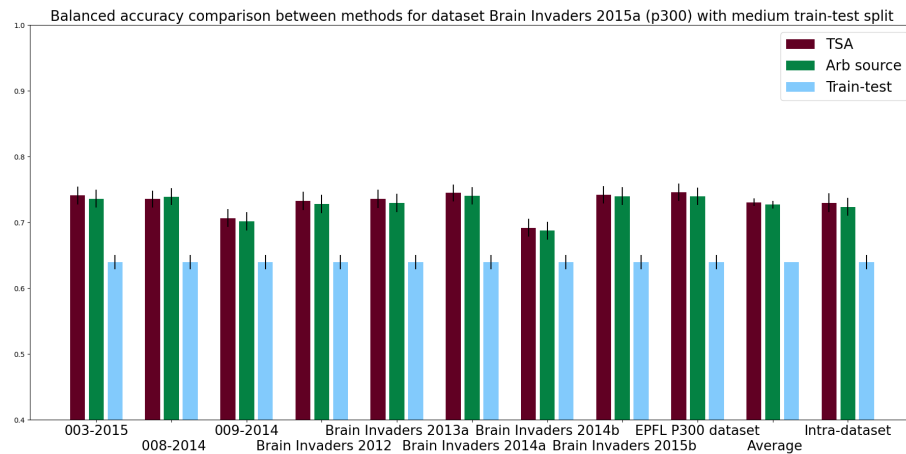 Balanced accuracy comparison between methods for dataset Brain Invaders 2015a (p300) with medium train-test split
1.0
0.9
0.8
0.7
0.6
0.5
0.4
TSA
Arb source
Train-test
003-2015
008-2014
009-2014
Brain Invaders 2012
Brain Invaders 2013a
Brain Invaders 2014a
Brain Invaders 2014b
Brain Invaders 2015b
EPFL P300 dataset
Average
Intra-dataset